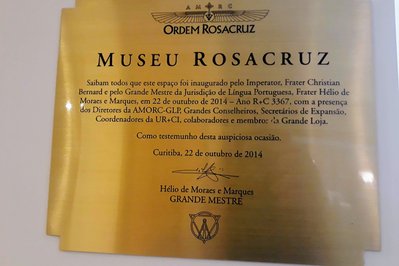 AMORC
ORDEM ROSACRUZ
MUSEU ROSACRUZ
Saibam todos que este espaço foi inaugurado pelo Imperator, Frater Christian
Bernard e pelo Grande Mestre da Jurisdição de Língua Portuguesa, Frater Hélio de
Moraes e Marques, em 22 de outubro de 2014 – Ano R+C 3367, com a presença
dos Diretores da AMORC-GLP, Grandes Conselheiros, Secretários de Expansão,
Coordenadores da UR+CI, colaboradores e membros da Grande Loja.
Como testemunho desta auspiciosa ocasião.
Curitiba, 22 de outubro de 2014
Hélio de Moraes e Marques
GRANDE MESTRE